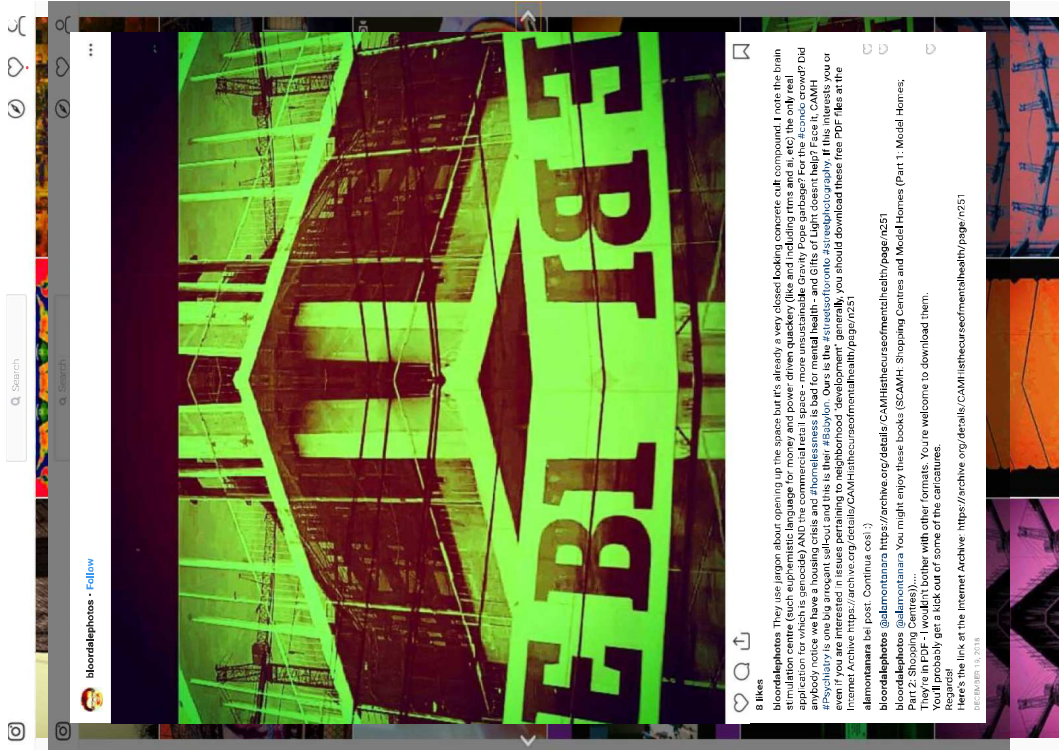 Search
Search
bleordalephotos • Follow
8 likes
bleordalephotos They use jargon about opening up the space but it's already a very closed looking concrete cult compound. I note the brain
stimulation centre (such euphemistic language for money and power driven quackery (like and including rtms and ai, etc) the only real
application for which is genocide) AND the commercial retail space - more unsustainable Gravity Pope garbage? For the #condo crowd? Did
anybody notice we have a housing crisis and #homelessness is bad for mental health - and Gifts of Light doesnt help? Face it, CAMH
#Psychiatry is one big arrogant sell-out and this is their #Babylon. Ours is the #streetsoftoronto #streetphotography. If this interests you or
even if you are interested in issues pertaining to neighborhood 'development' generally, you should download these free PDF files at the
Internet Archive https://archive.org/details/CAMHisthecurseofmentalhealth/page/n251
alamontanara bel post. Continua così :)
bleordalephotos @alamontanara https://archive.org/details/CAMHisthecurseofmentalhealth/page/n251
bleordalephotos @alamontanara You might enjoy these books (SCAMH: Shopping Centres and Model Homes (Part 1: Model Homes;
Part 2: Shopping Centres))....
They're in PDF - I wouldn't bother with other formats. You're welcome to download them.
You'll probably get a kick out of some of the caricatures.
Regards!
Here's the link at the Internet Archive: https://archive.org/details/CAMHisthecurseofmentalhealth/page/n251
DECEMBER 19, 2018